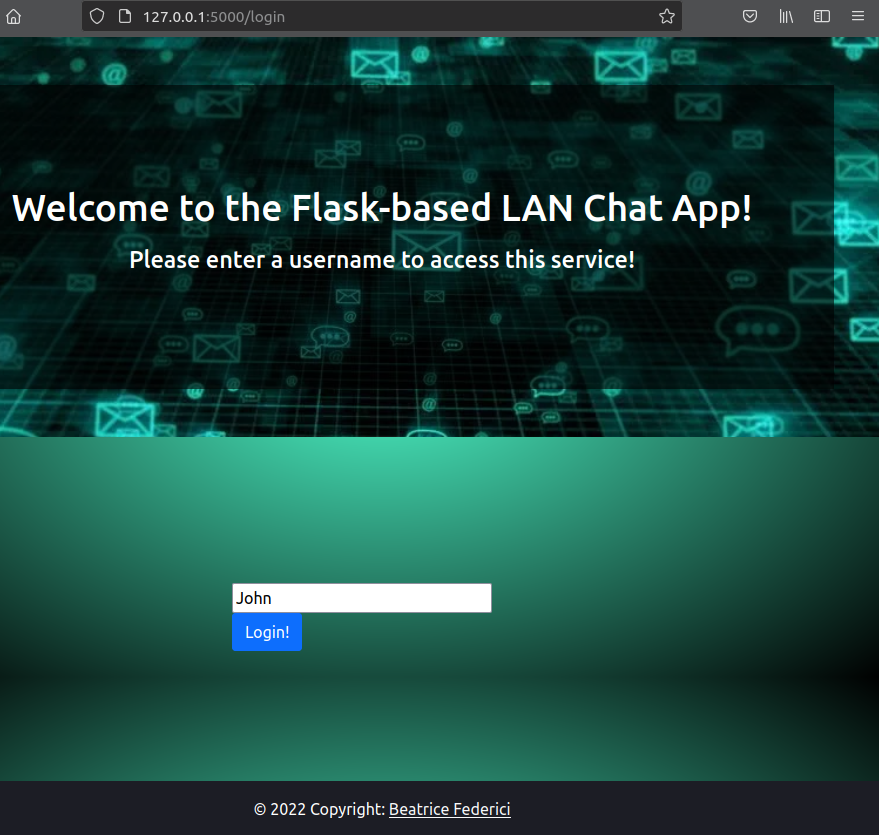 127.0.0.1:5000/login
Welcome to the Flask-based LAN Chat App!
Please enter a username to access this service!
John
Login!
© 2022 Copyright: Beatrice Federici